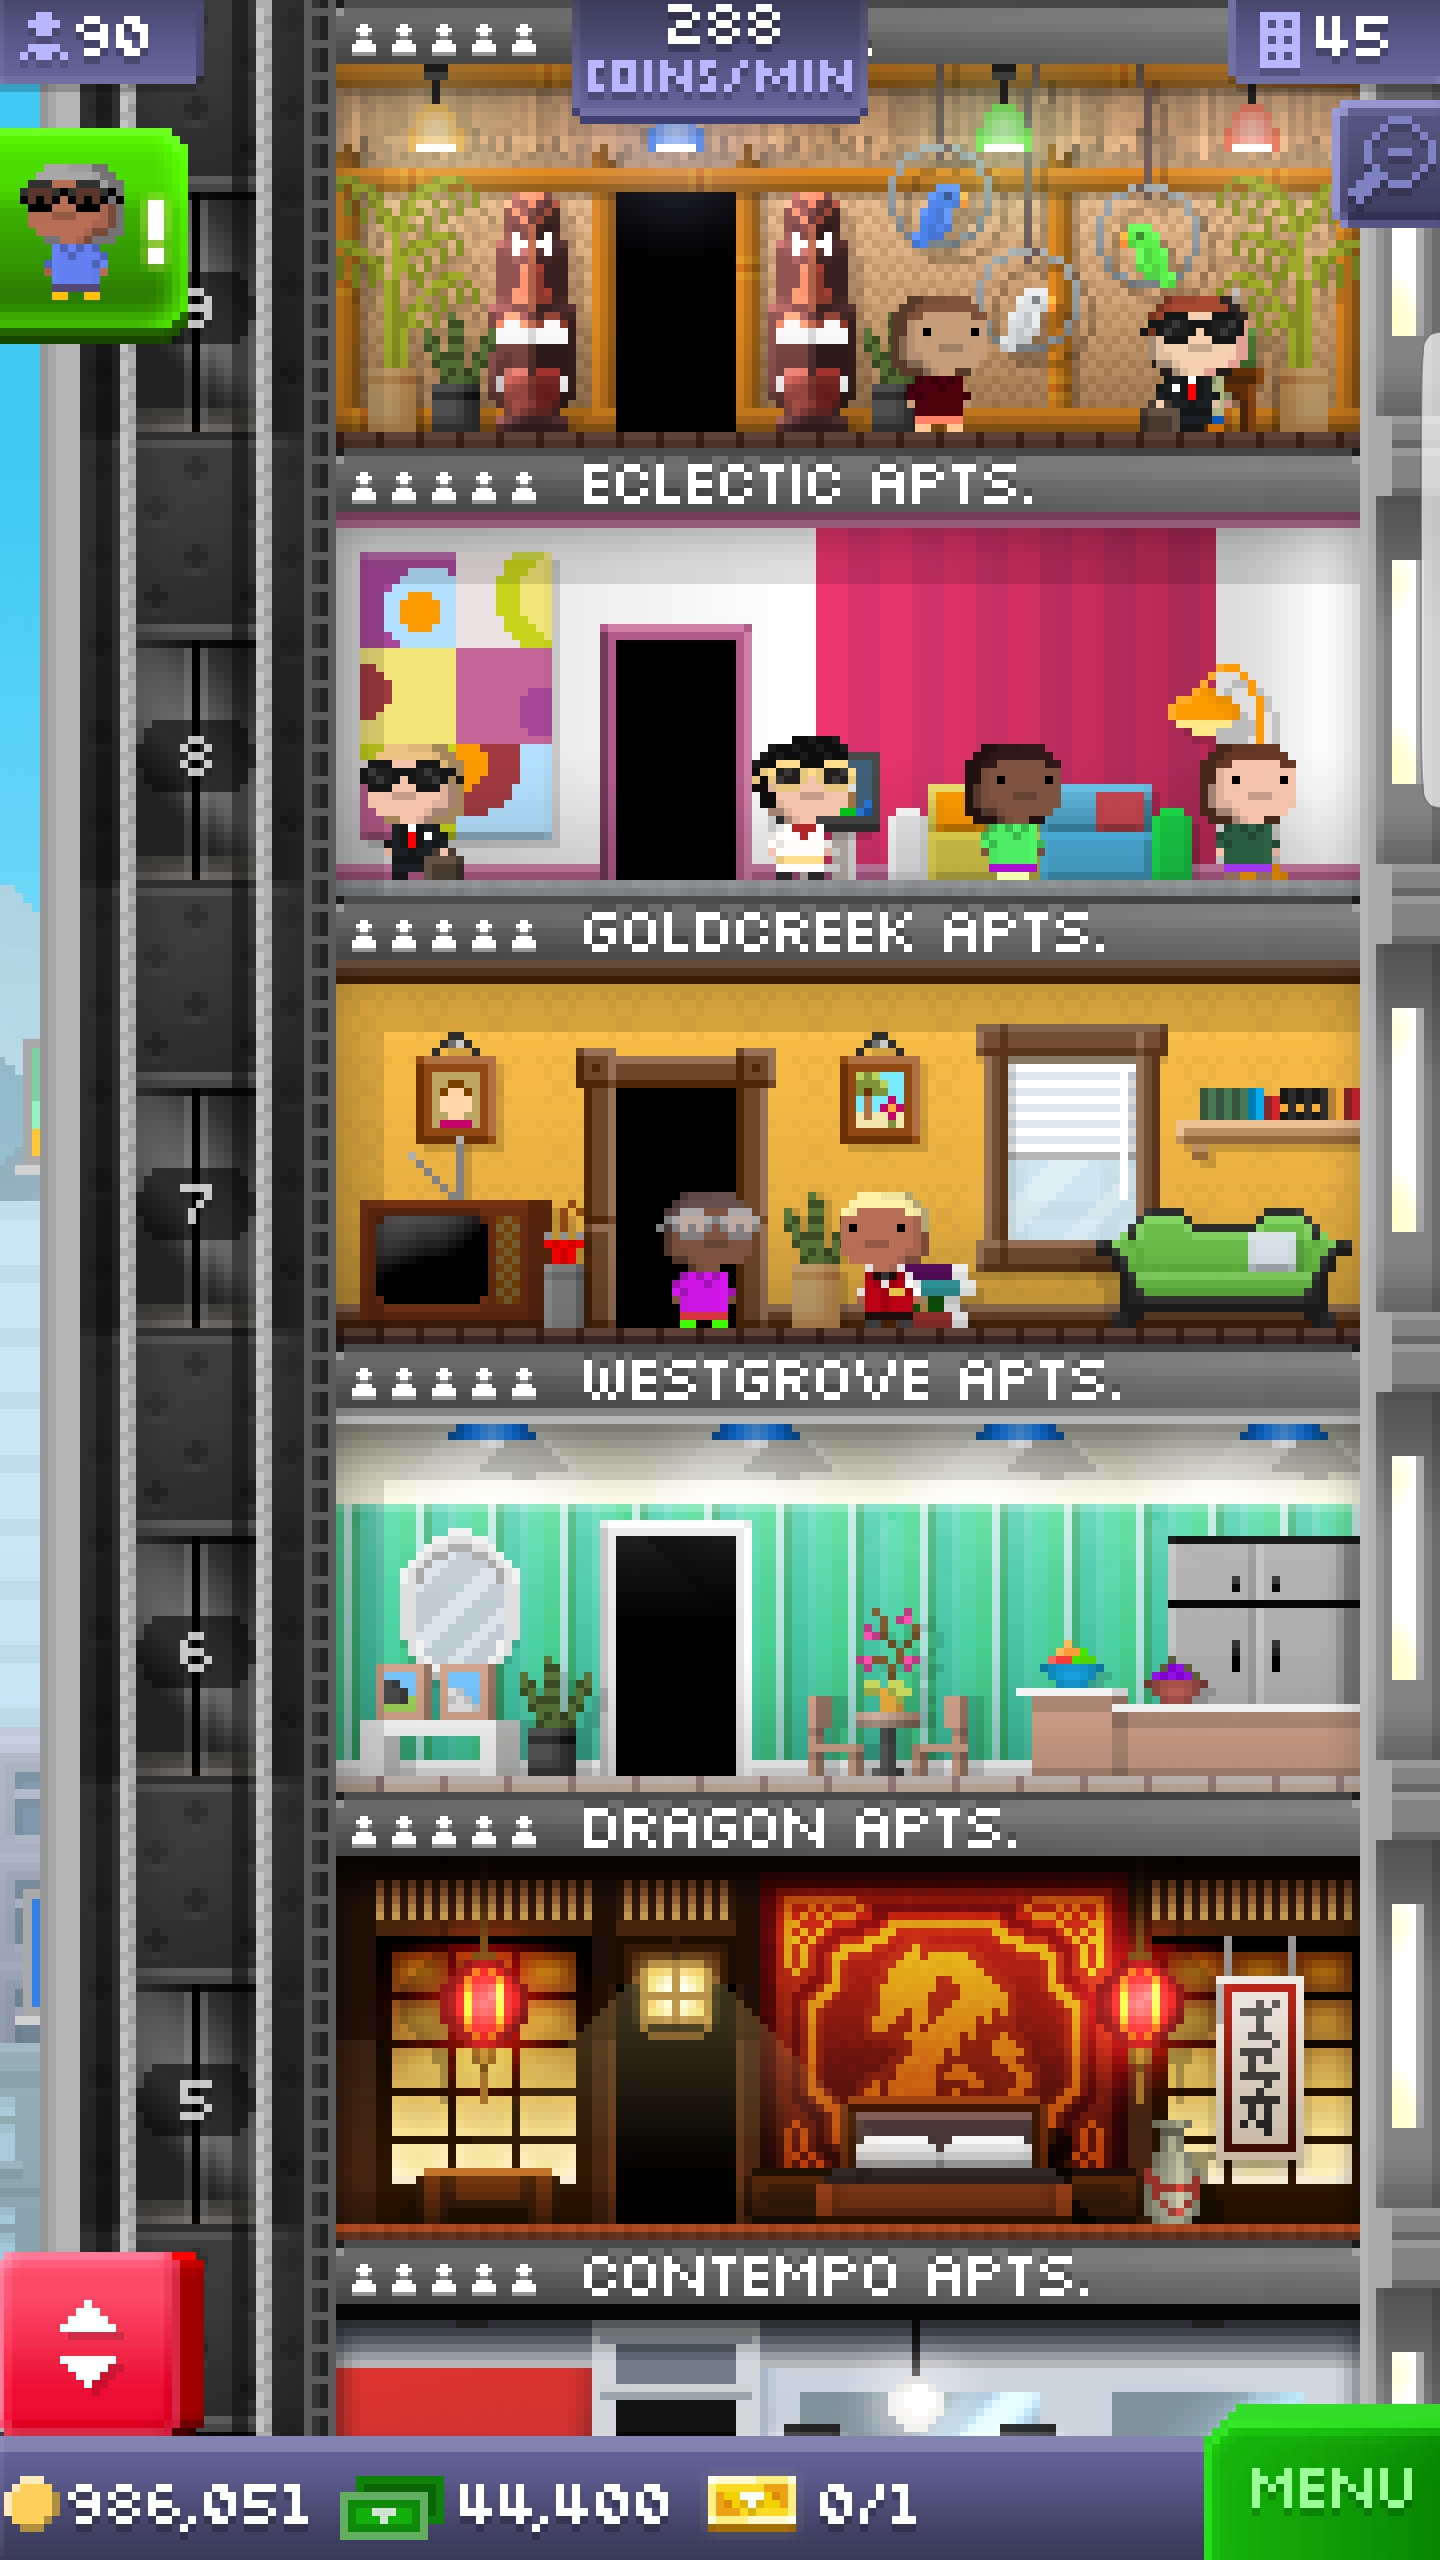 90
288
COINS/MIN
45
!
9
ECLECTIC APTS.
8
GOLDCREEK APTS.
7
WESTGROVE APTS.
6
DRAGON APTS.
5
CONTEMPO APTS.
986,051
44,400
0/1
MENU